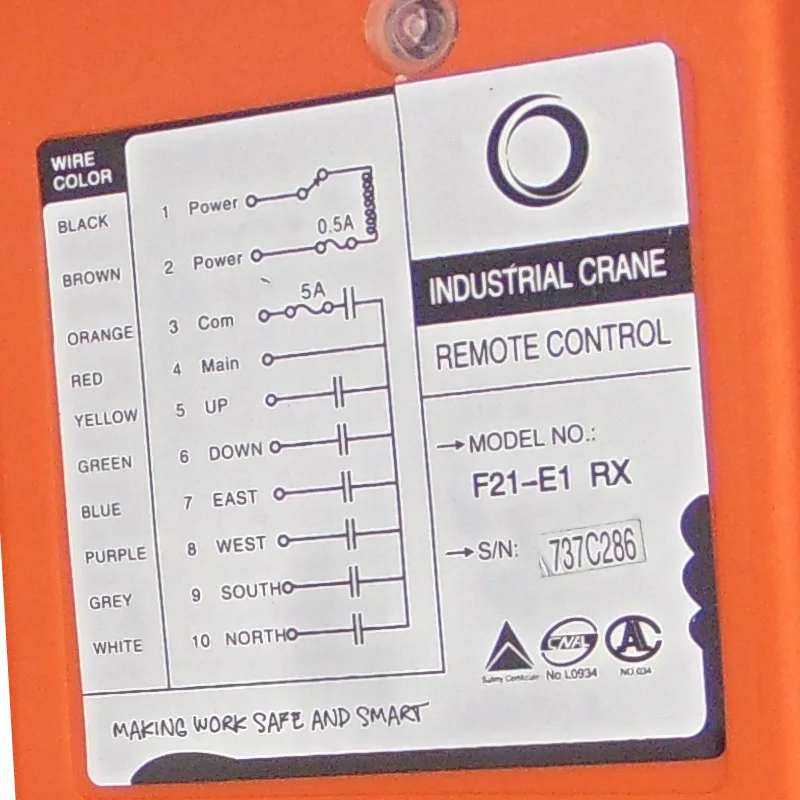 WIRE
COLOR
BLACK 1 Power
0.5A
BROWN 2 Power
5A
ORANGE 3 Com
RED 4 Main
YELLOW 5 UP
GREEN 6 DOWN
BLUE 7 EAST
PURPLE 8 WEST
GREY 9 SOUTH
WHITE 10 NORTH
MAKING WORK SAFE AND SMART
INDUSTRIAL CRANE
REMOTE CONTROL
→MODEL NO.:
F21-E1 RX
→S/N: 737C286
CNAL
Safety Certificate No L0934 NO.034